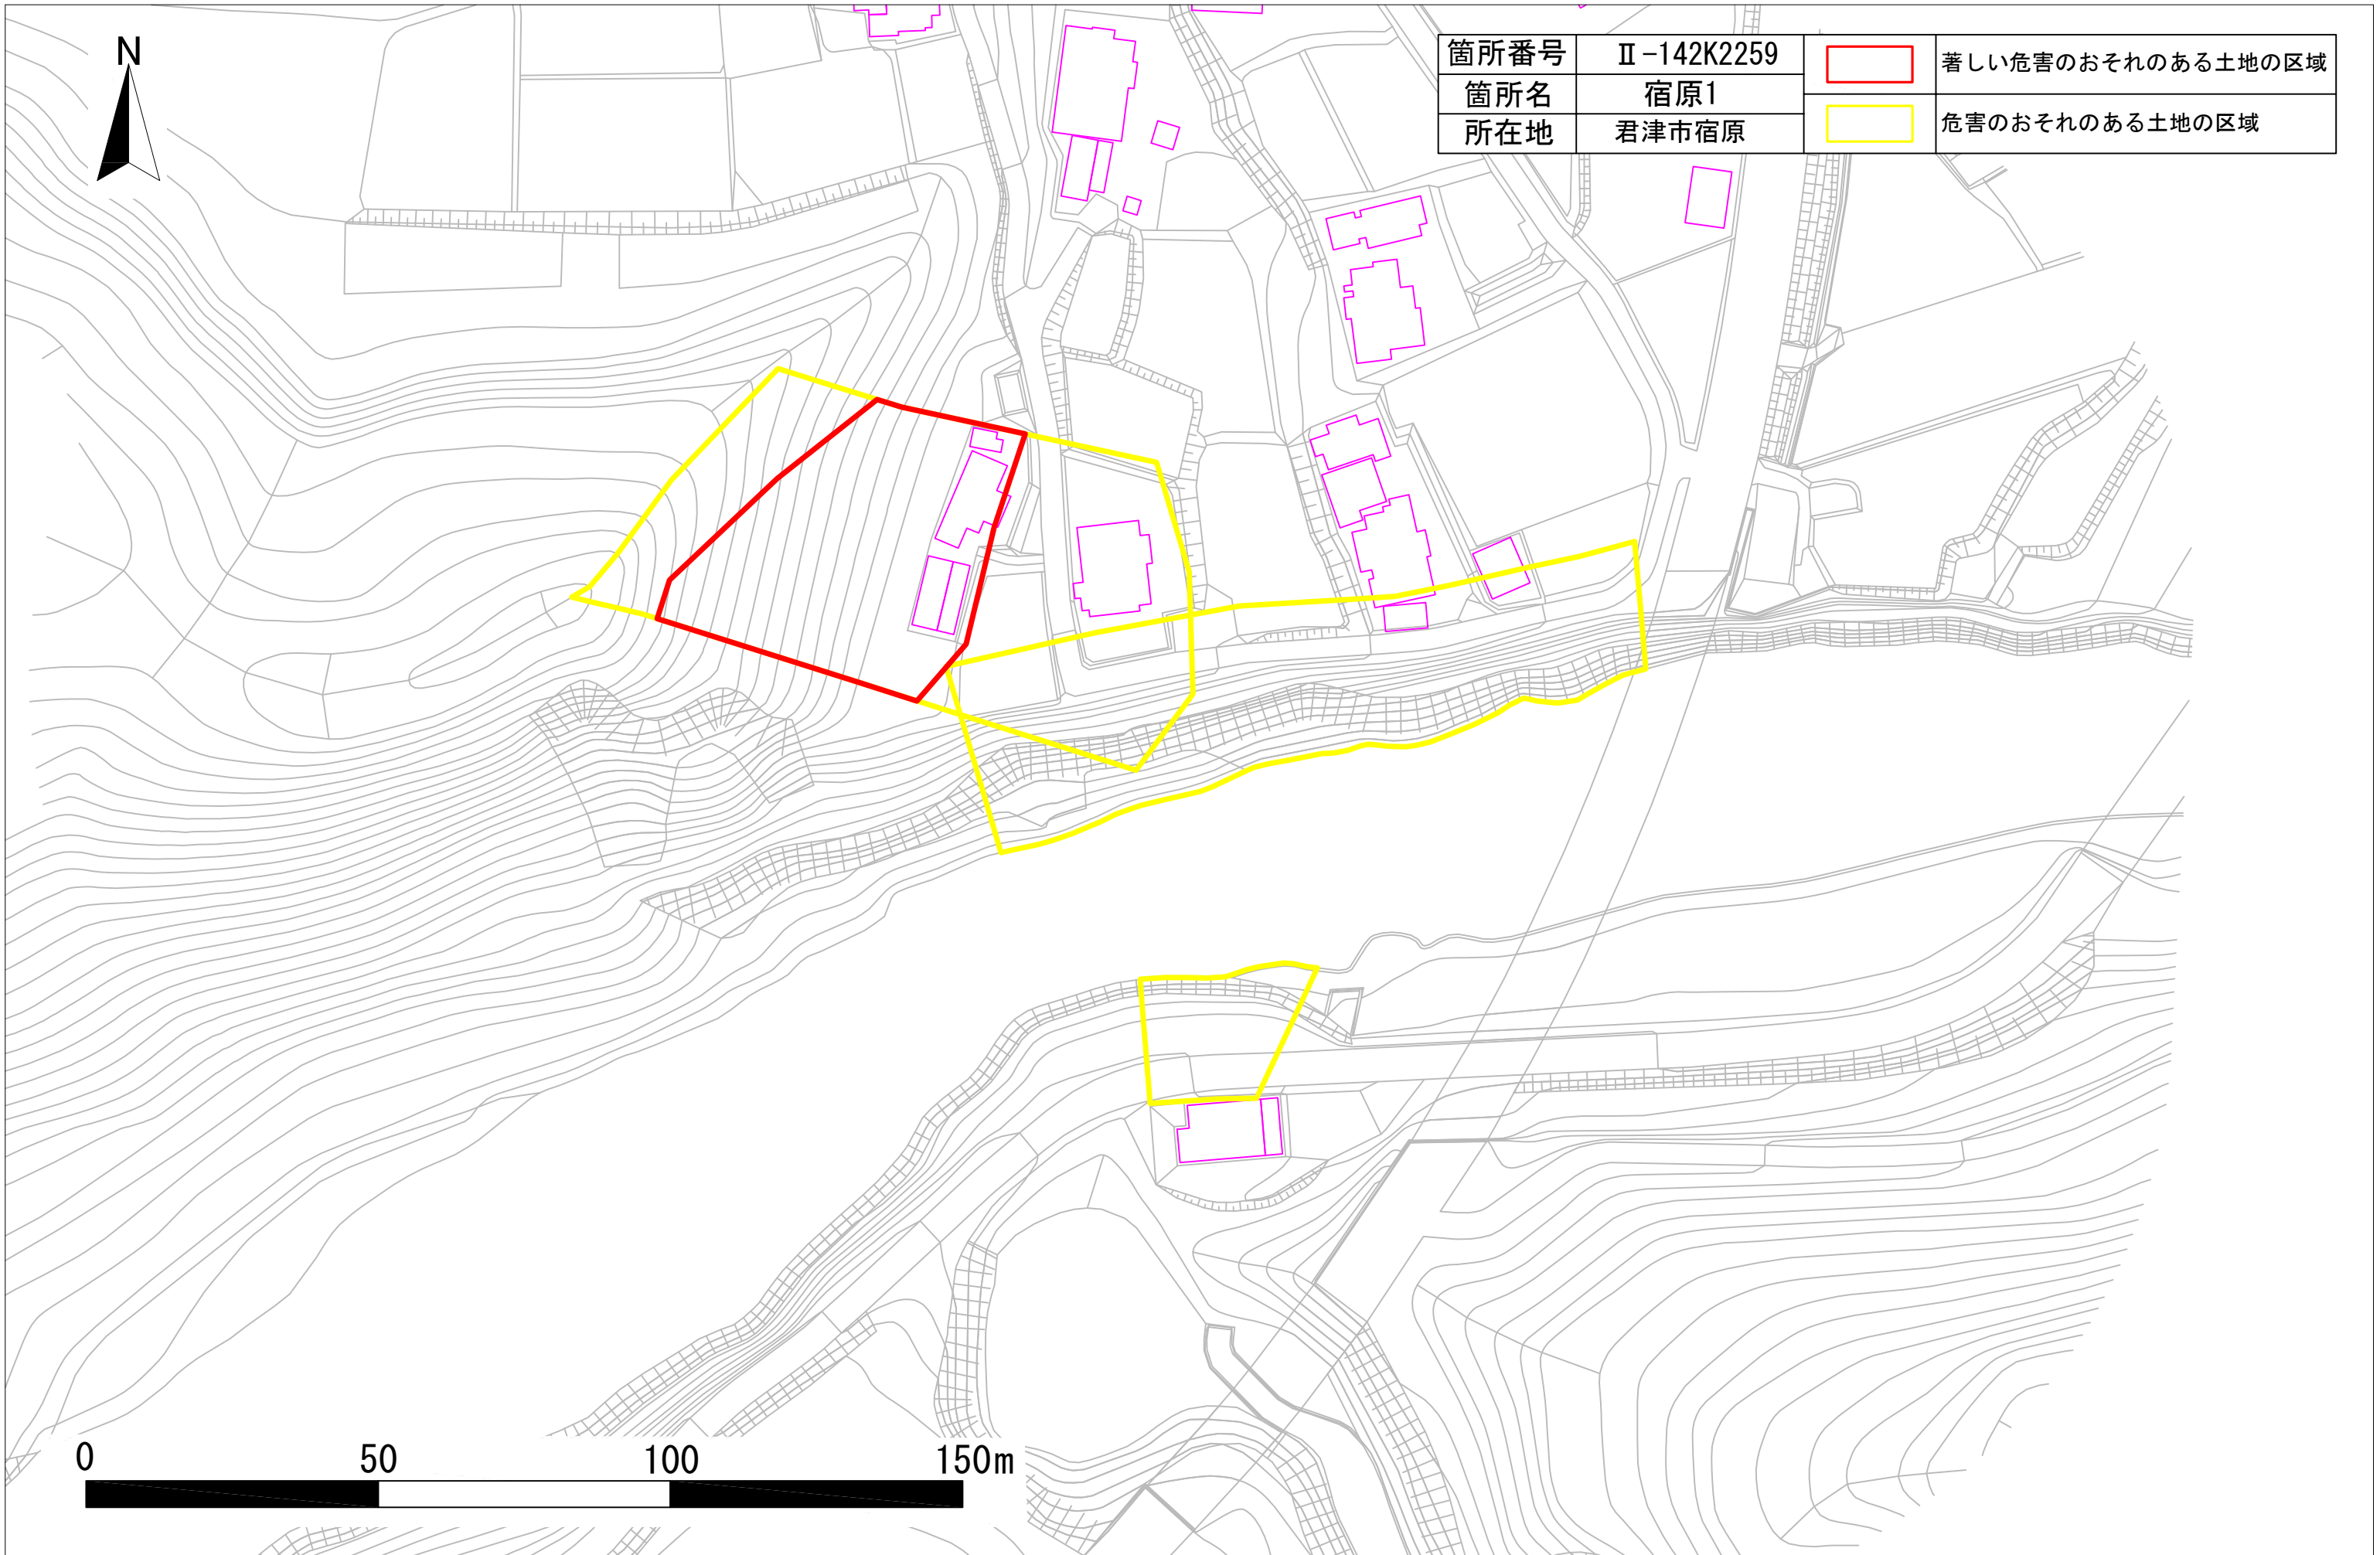 N
箇所番号 Ⅱ-142K2259
箇所名 宿原1
所在地 君津市宿原
著しい危害のおそれのある土地の区域
危害のおそれのある土地の区域
0 50 100 150m